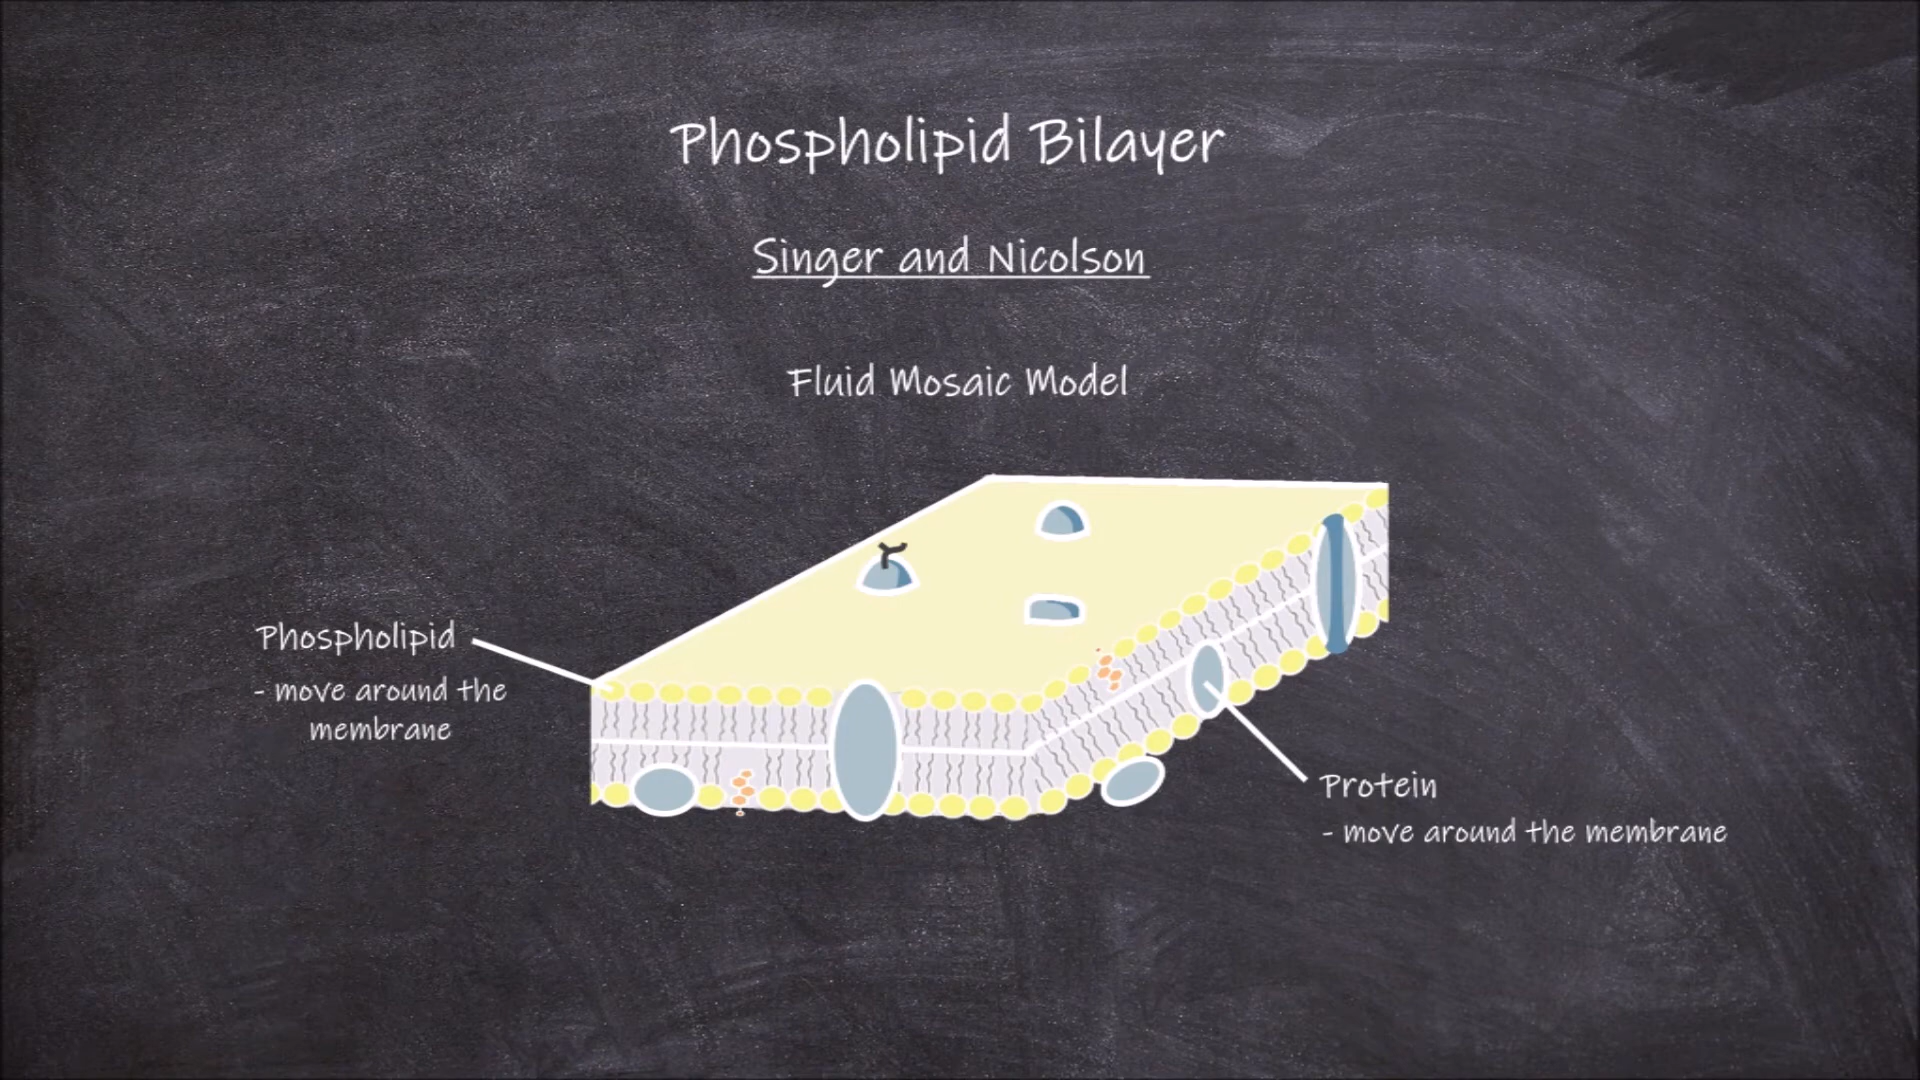 Phospholipid Bilayer
Singer and Nicolson
Fluid Mosaic Model
Phospholipid
- move around the
membrane
Protein
- move around the membrane